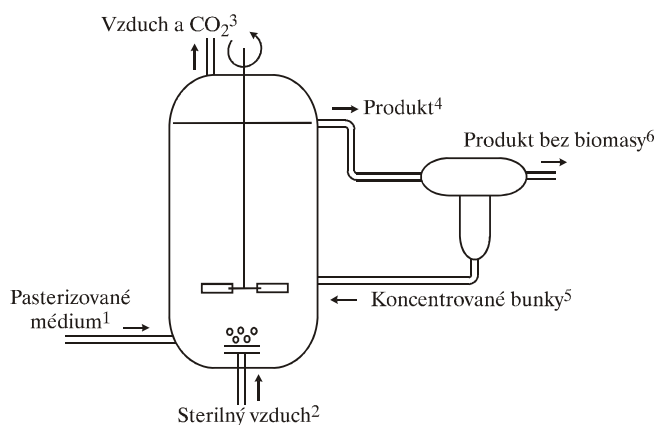 Vzduch a CO₂³
Produkt⁴
Produkt bez biomasy⁶
Pasterizované
médium¹
Koncentrované bunky⁵
Sterilný vzduch²